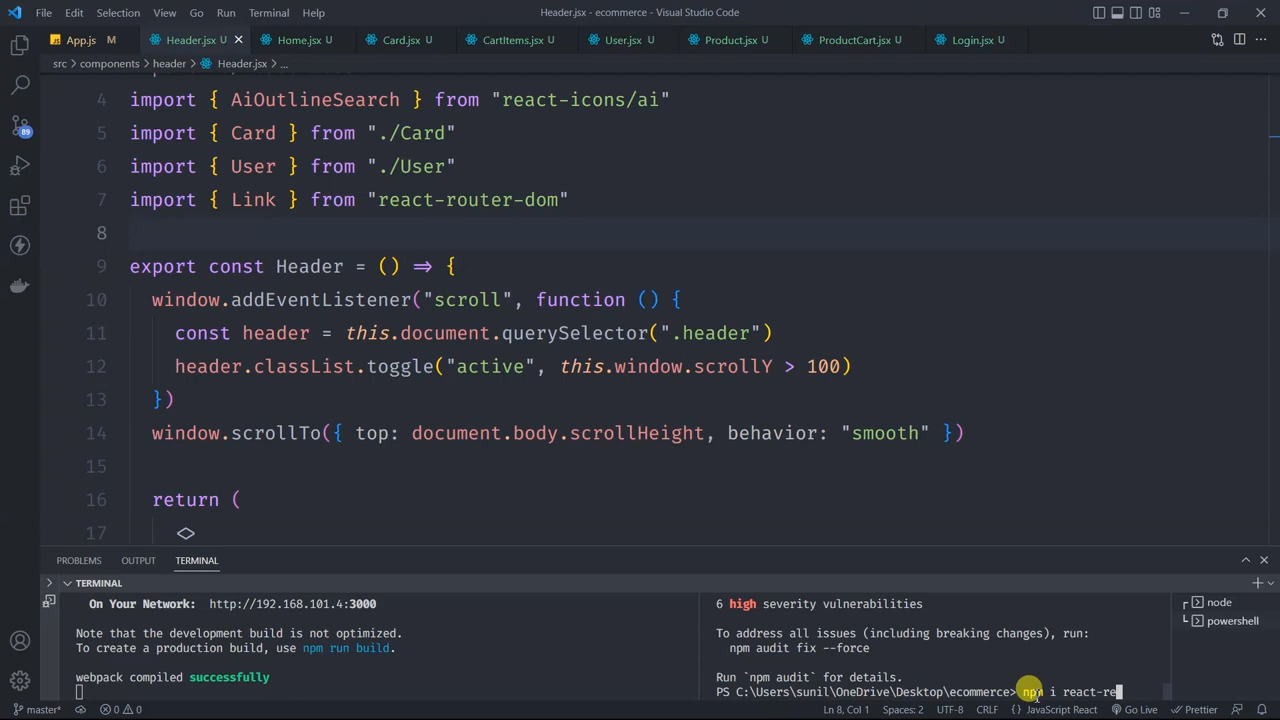 File Edit Selection View Go Run Terminal Help Header.jsx - ecommerce - Visual Studio Code
App.js M Header.jsx U Home.jsx U Card.jsx U CartItems.jsx U User.jsx U Product.jsx U ProductCart.jsx U Login.jsx U
src > components > header > Header.jsx > ...
4 import { AiOutlineSearch } from "react-icons/ai"
5 import { Card } from "./Card"
6 import { User } from "./User"
7 import { Link } from "react-router-dom"
8
9 export const Header = () => {
10 window.addEventListener("scroll", function () {
11 const header = this.document.querySelector(".header")
12 header.classList.toggle("active", this.window.scrollY > 100)
13 })
14 window.scrollTo({ top: document.body.scrollHeight, behavior: "smooth" })
15
16 return (
17 <>
PROBLEMS OUTPUT TERMINAL
TERMINAL
On Your Network: http://192.168.101.4:3000
Note that the development build is not optimized.
To create a production build, use npm run build.
webpack compiled successfully
6 high severity vulnerabilities
To address all issues (including breaking changes), run:
npm audit fix --force
Run `npm audit` for details.
PS C:\Users\sunil\OneDrive\Desktop\ecommerce> npm i react-re
node
powershell
89
master* 0 0 Ln 8, Col 1 Spaces: 2 UTF-8 CRLF JavaScript React Go Live Prettier